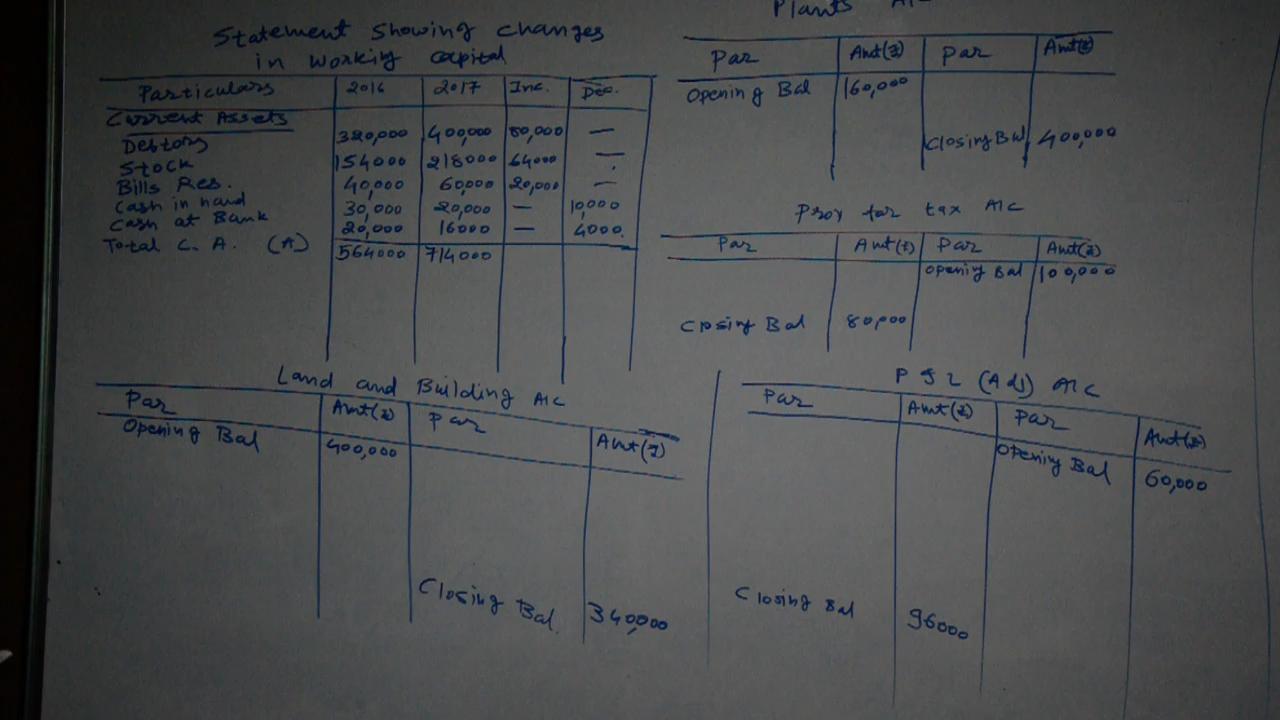 Statement Showing Changes
in Working Capital
Particulars 2016 2017 Inc. Dec.
Current Assets
Debtors 320,000 400,000 80,000 —
Stock 154000 218000 64000 —
Bills Res. 40,000 60,000 20,000 —
Cash in hand 30,000 20,000 — 10,000
Cash at Bank 20,000 16000 — 4000.
Total C. A. (A) 564000 714000
Plants A/C
Par Amt(₹) Par Amt(₹)
Opening Bal 160,000
Closing Bal 400,000
Prov for tax A/C
Par Amt(₹) Par Amt(₹)
Opening Bal 100,000
Closing Bal 80,000
Land and Building A/C
Par Amt(₹) Par Amt(₹)
Opening Bal 400,000
Closing Bal. 340,000
P & L (Adj) A/C
Par Amt(₹) Par Amt(₹)
Opening Bal 60,000
Closing Bal 96000